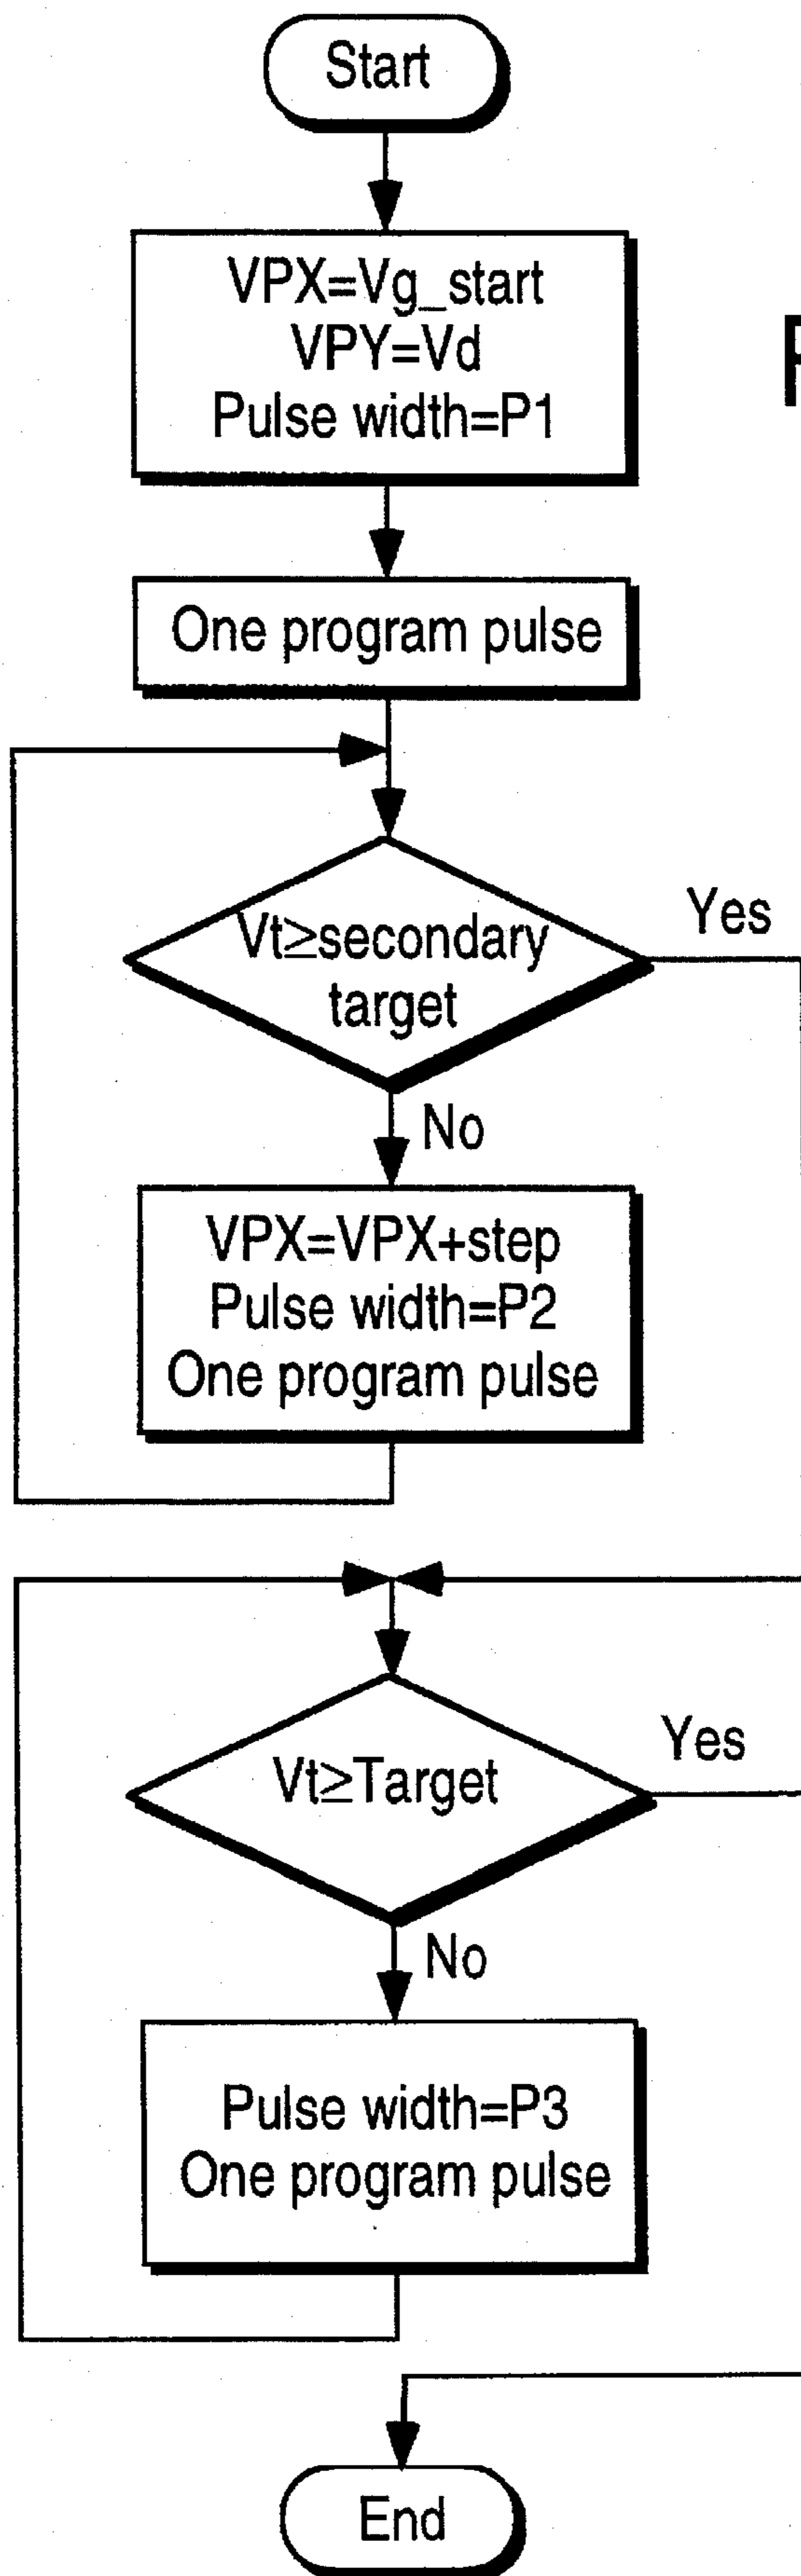 Start
VPX=Vg_start
VPY=Vd
Pulse width=P1
One program pulse
Vt≥secondary
target
Yes
No
VPX=VPX+step
Pulse width=P2
One program pulse
Vt≥Target
Yes
No
Pulse width=P3
One program pulse
End